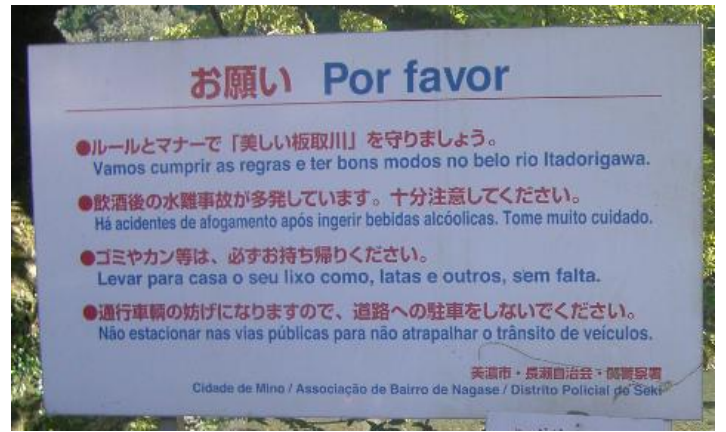 お願い Por favor
●ルールとマナーで「美しい板取川」を守りましょう。
Vamos cumprir as regras e ter bons modos no belo rio Itadorigawa.
●飲酒後の水難事故が多発しています。十分注意してください。
Há acidentes de afogamento após ingerir bebidas alcóolicas. Tome muito cuidado.
●ゴミやカン等は、必ずお持ち帰りください。
Levar para casa o seu lixo como, latas e outros, sem falta.
●通行車輌の妨げになりますので、道路への駐車をしないでください。
Não estacionar nas vias públicas para não atrapalhar o trânsito de veículos.
美濃市・長瀬自治会・関警察署
Cidade de Mino / Associação de Bairro de Nagase / Distrito Policial de Seki